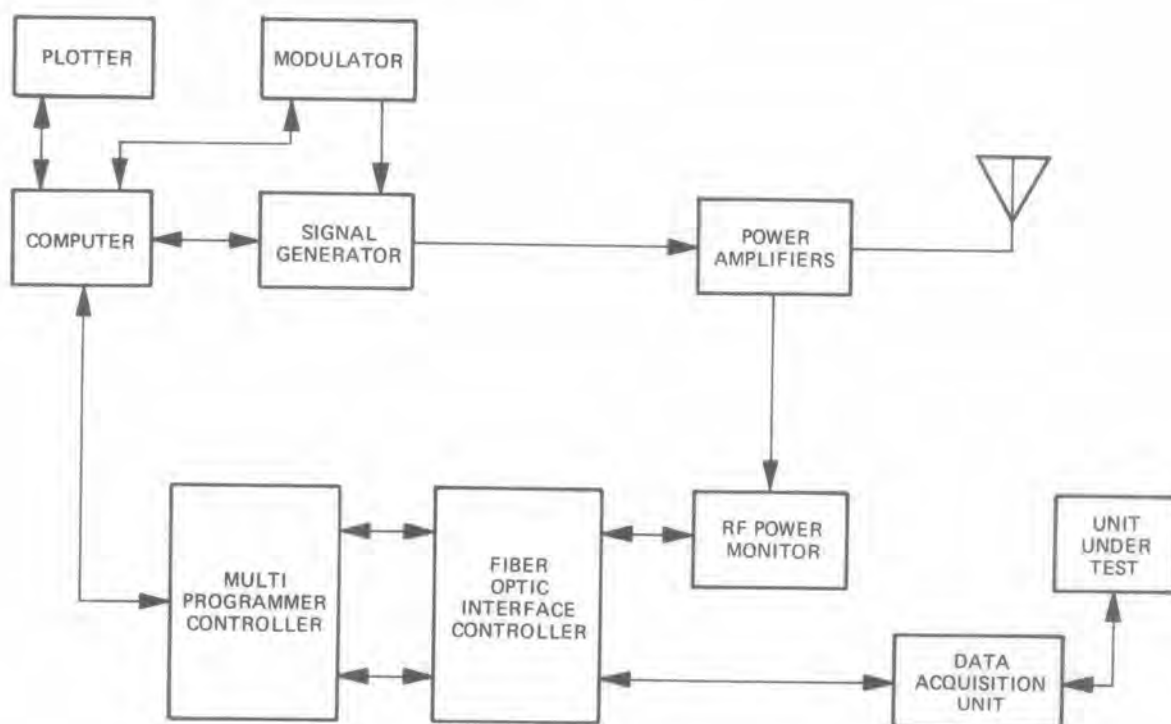 PLOTTER
MODULATOR
COMPUTER
SIGNAL
GENERATOR
POWER
AMPLIFIERS
MULTI
PROGRAMMER
CONTROLLER
FIBER
OPTIC
INTERFACE
CONTROLLER
RF POWER
MONITOR
UNIT
UNDER
TEST
DATA
ACQUISITION
UNIT